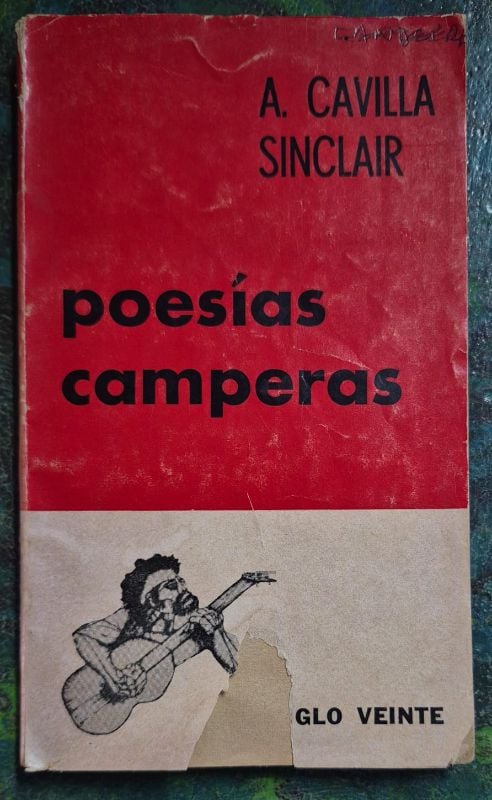 A. CAVILLA
SINCLAIR
poesías
camperas
GLO VEINTE